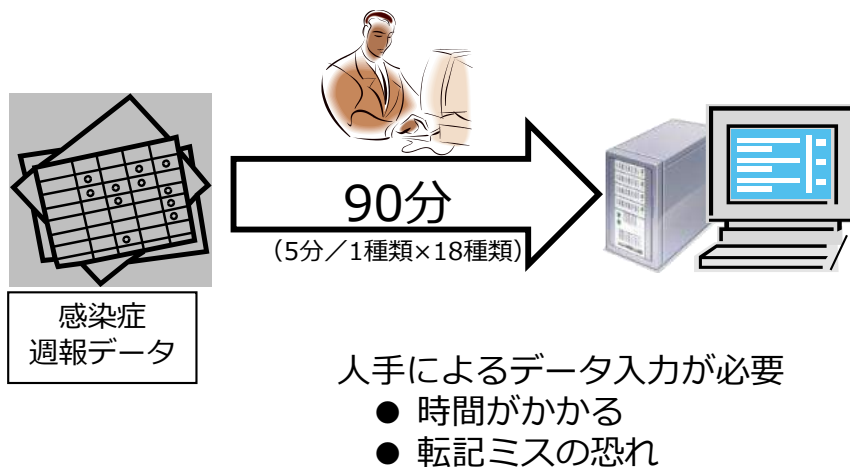 90分
(5分／1種類×18種類)
感染症
週報データ
人手によるデータ入力が必要
● 時間がかかる
● 転記ミスの恐れ